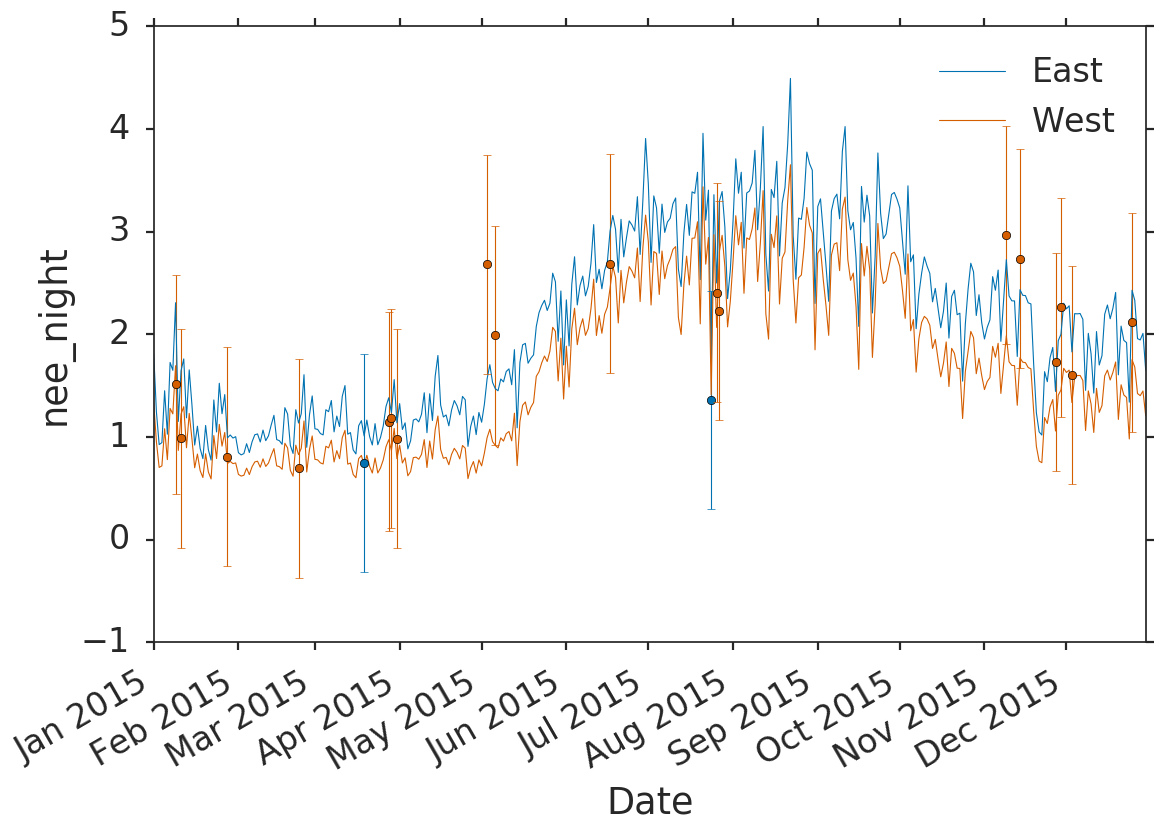 5
4
3
2
1
0
−1
nee_night
East
West
Jan 2015
Feb 2015
Mar 2015
Apr 2015
May 2015
Jun 2015
Jul 2015
Aug 2015
Sep 2015
Oct 2015
Nov 2015
Dec 2015
Date